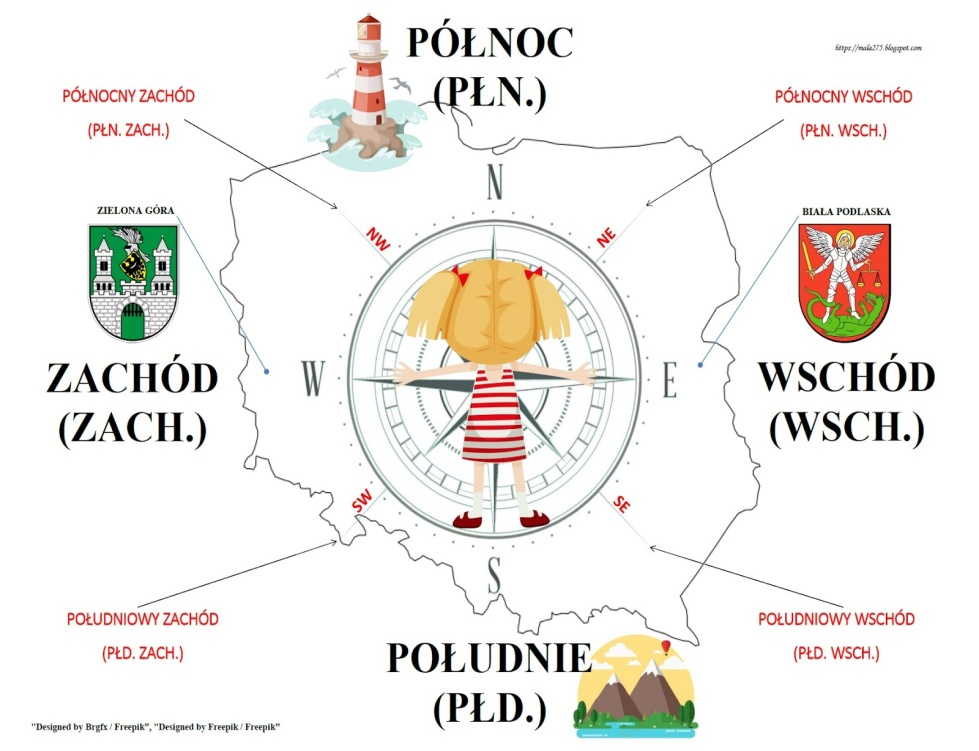 PÓŁNOC
(PŁN.)
https://mala275.blogspot.com
PÓŁNOCNY ZACHÓD
(PŁN. ZACH.)
PÓŁNOCNY WSCHÓD
(PŁN. WSCH.)
N
ZIELONA GÓRA
BIAŁA PODLASKA
NW
NE
ZACHÓD
(ZACH.)
W
E
WSCHÓD
(WSCH.)
SW
SE
S
POŁUDNIOWY ZACHÓD
(PŁD. ZACH.)
POŁUDNIOWY WSCHÓD
(PŁD. WSCH.)
POŁUDNIE
(PŁD.)
"Designed by Brgfx / Freepik", "Designed by Freepik / Freepik"